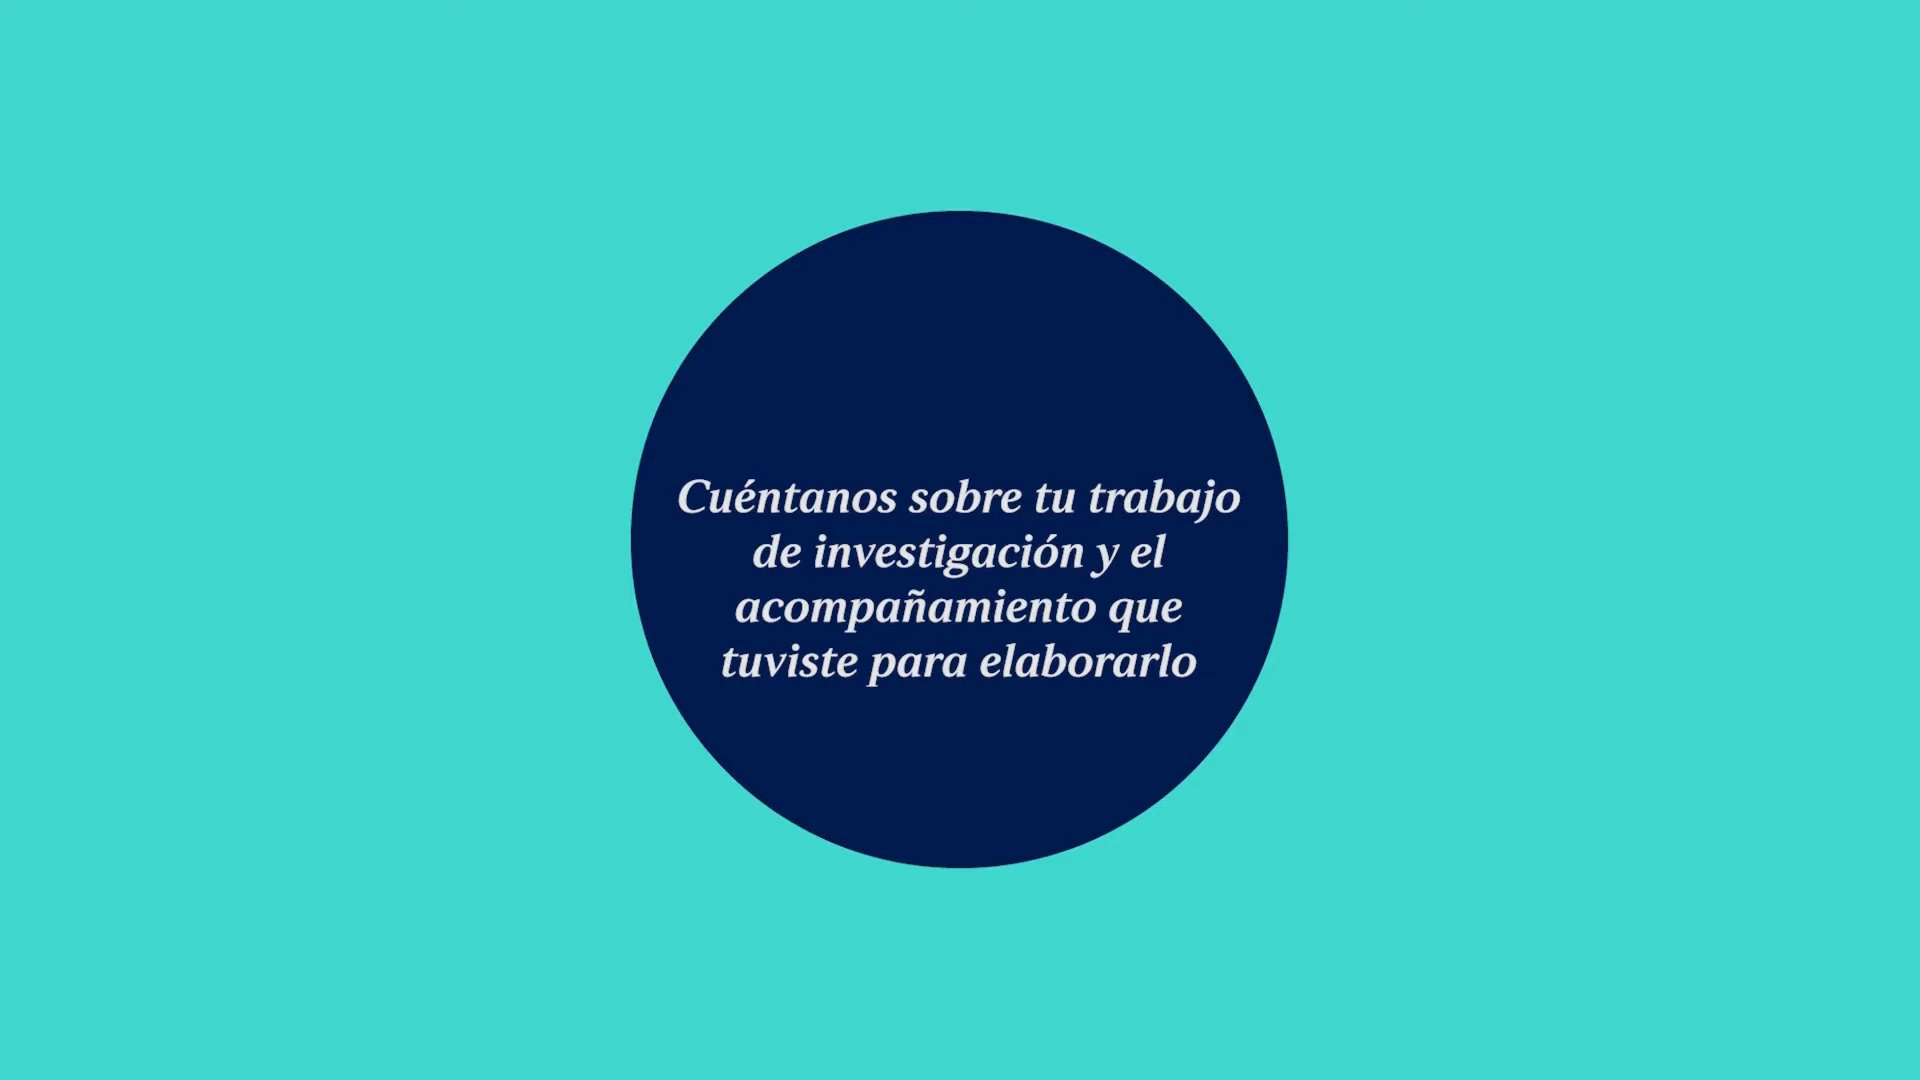 Cuéntanos sobre tu trabajo
de investigación y el
acompañamiento que
tuviste para elaborarlo